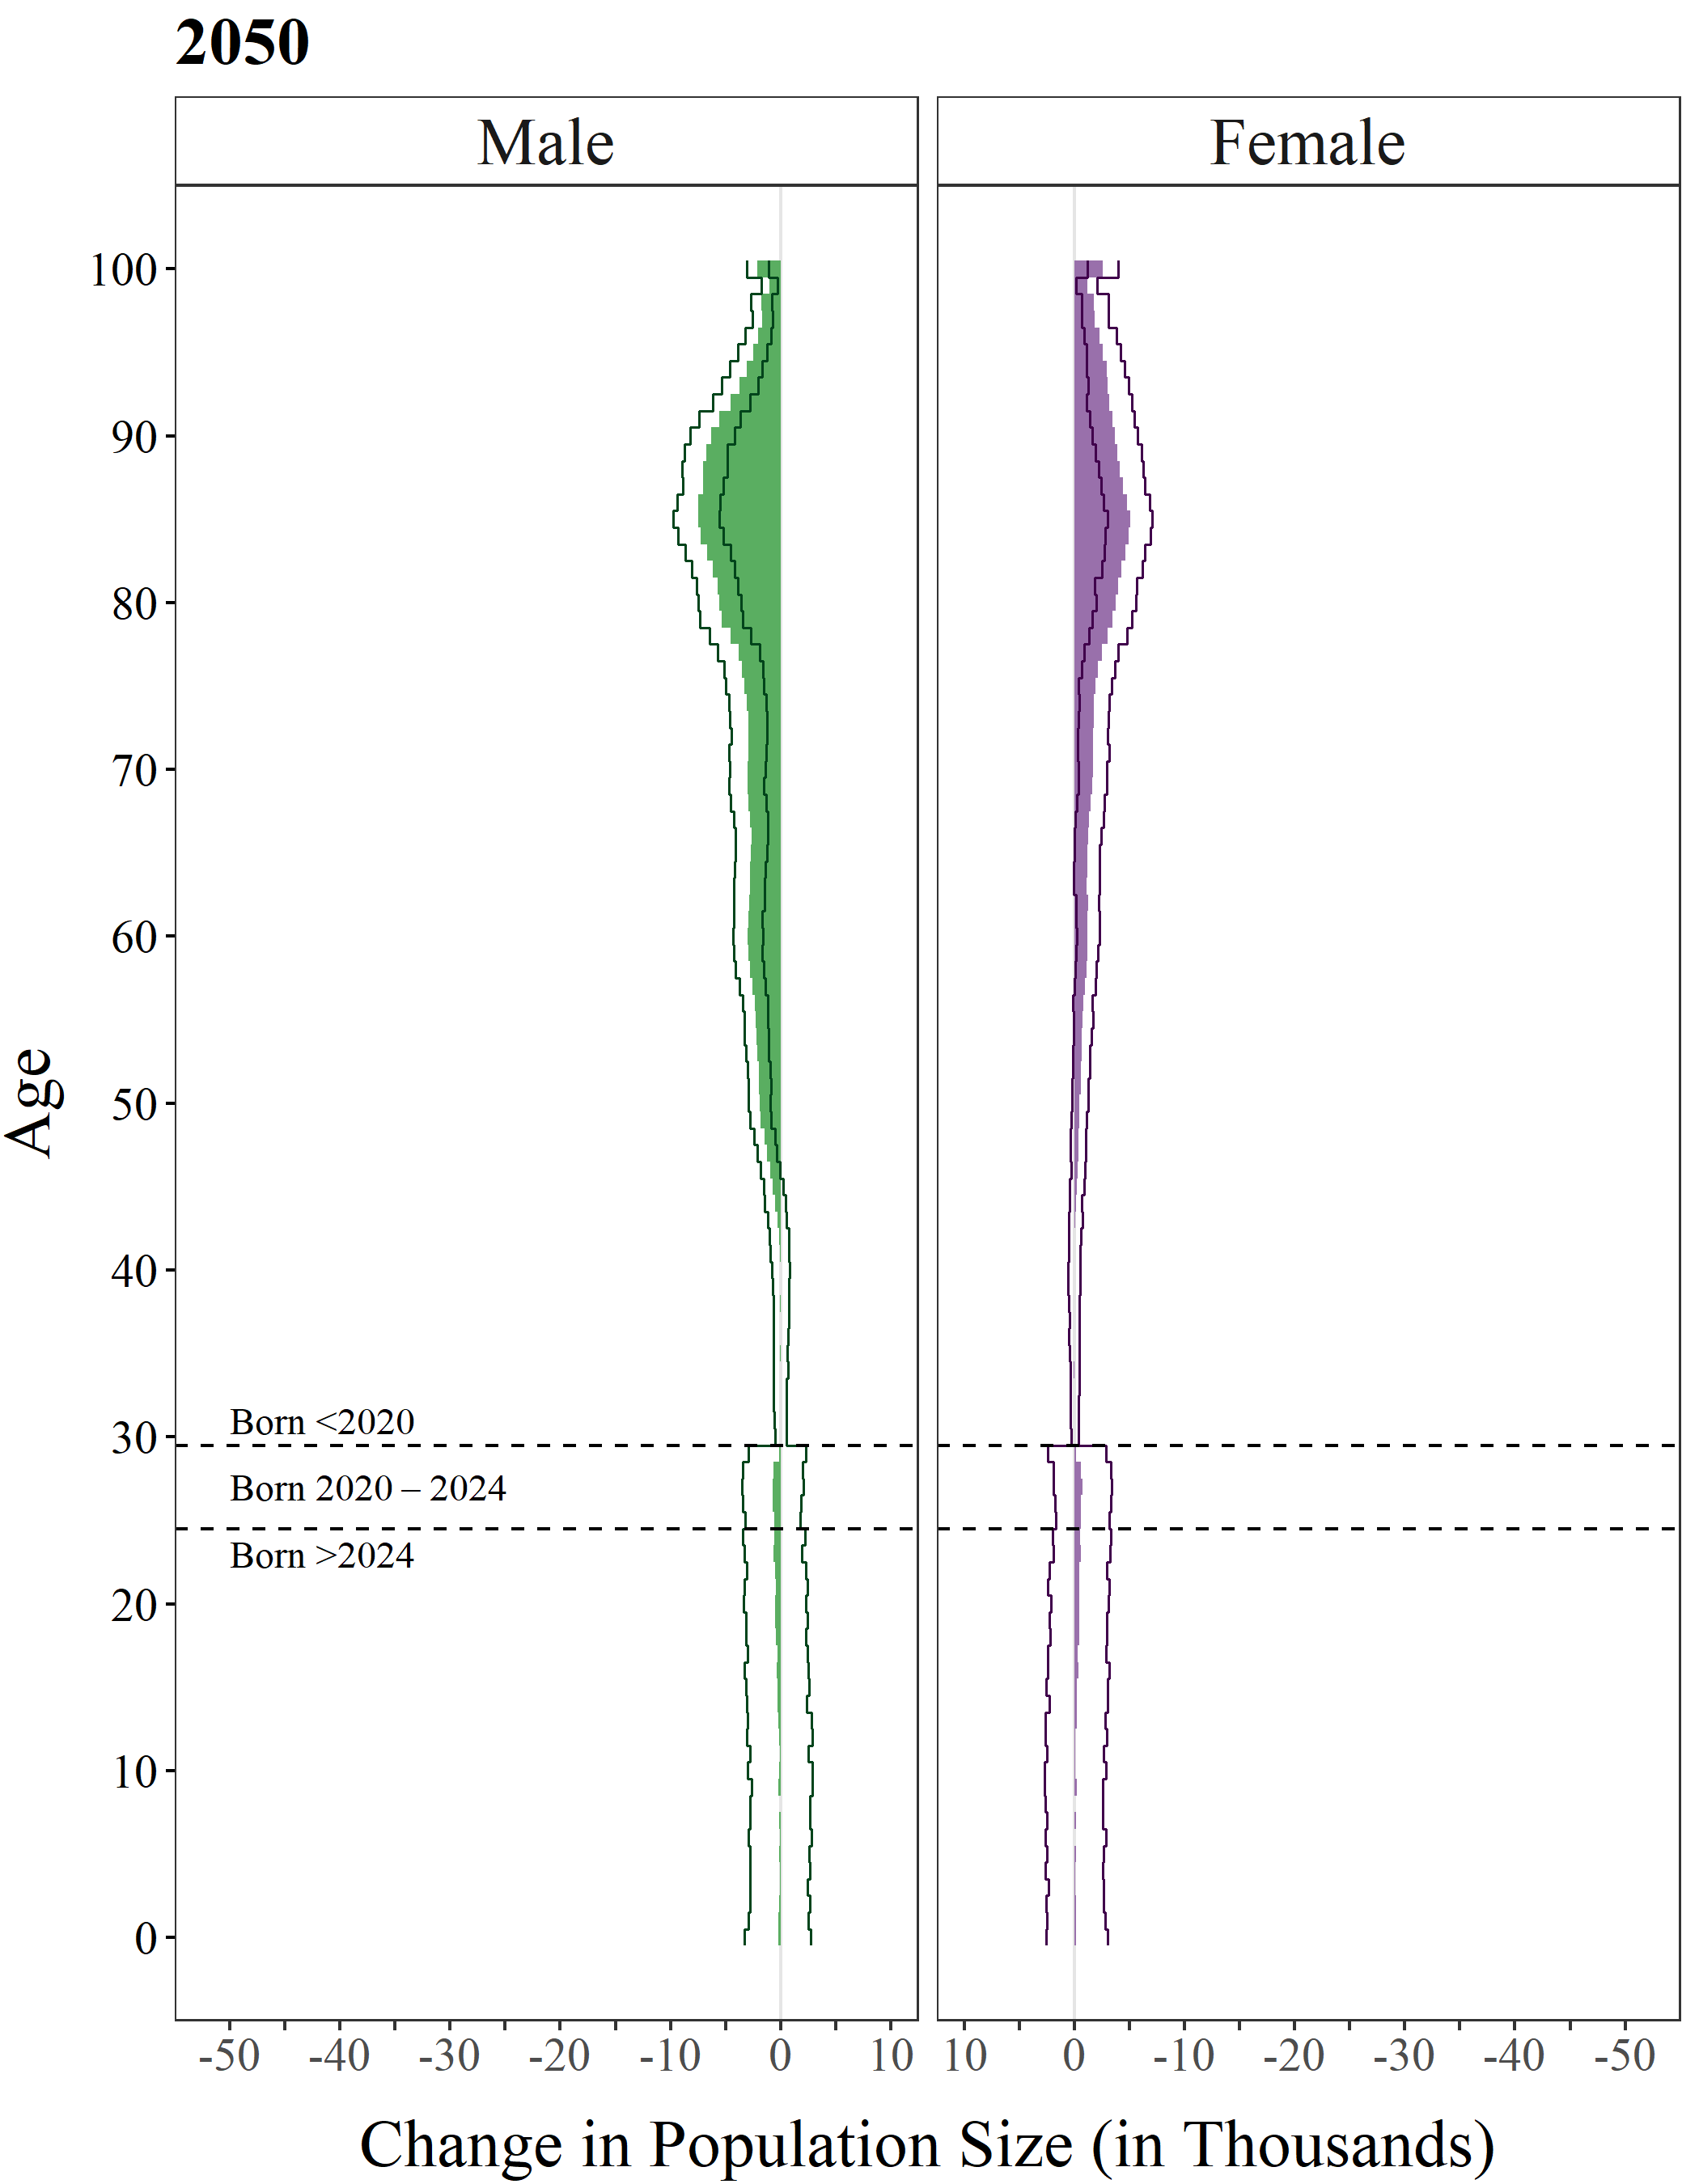 2050
Male Female
100
90
80
70
60
50
40
30
20
10
0
Age
Born <2020
Born 2020 – 2024
Born >2024
-50 -40 -30 -20 -10 0 10 10 0 -10 -20 -30 -40 -50
Change in Population Size (in Thousands)